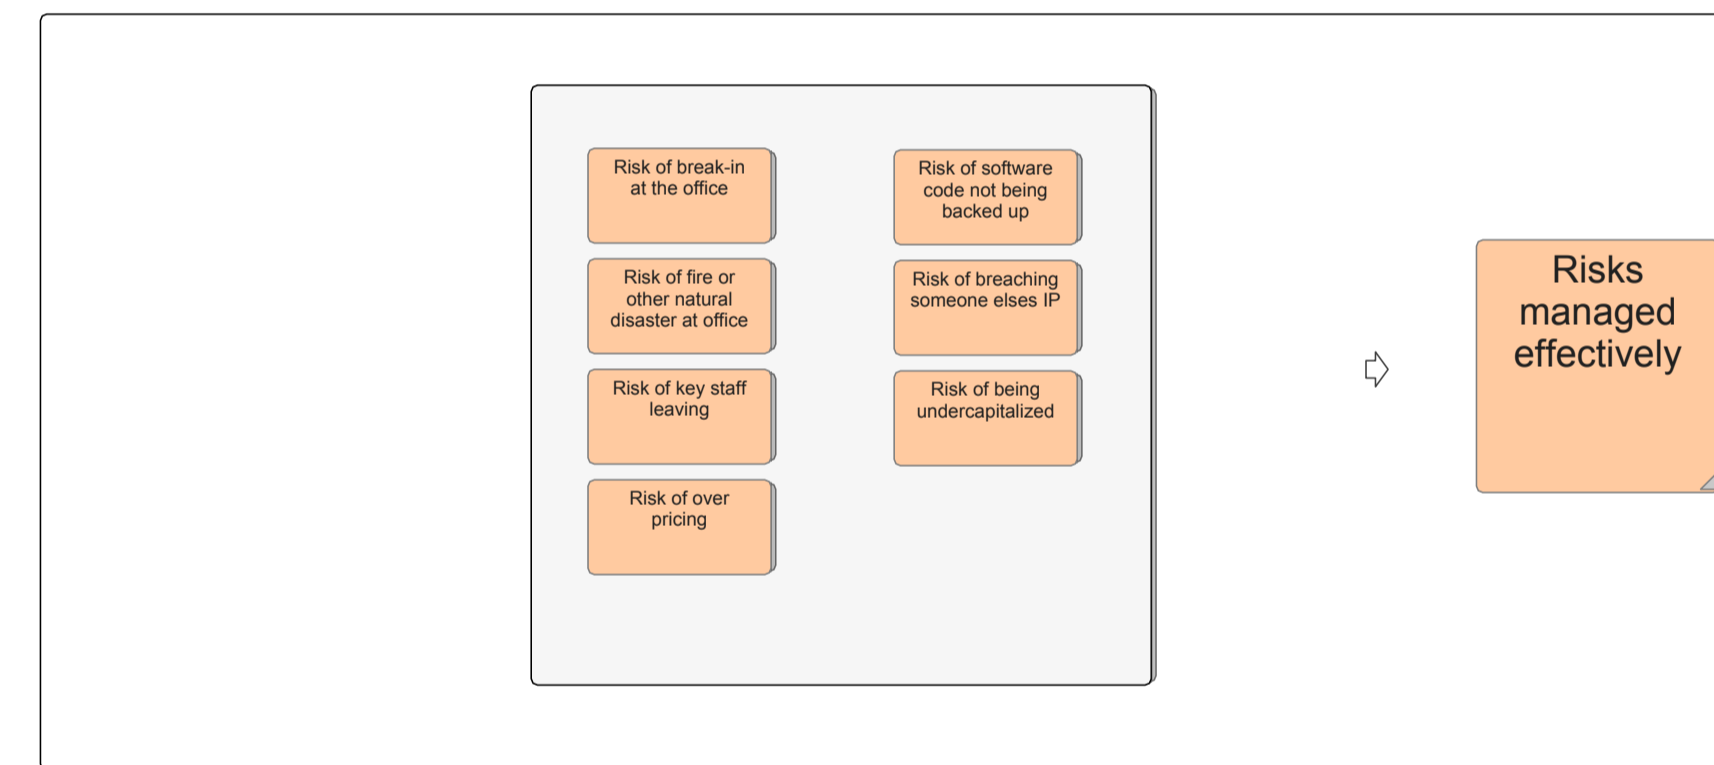 Risk of break-in
at the office
Risk of fire or
other natural
disaster at office
Risk of key staff
leaving
Risk of over
pricing
Risk of software
code not being
backed up
Risk of breaching
someone elses IP
Risk of being
undercapitalized
Risks
managed
effectively